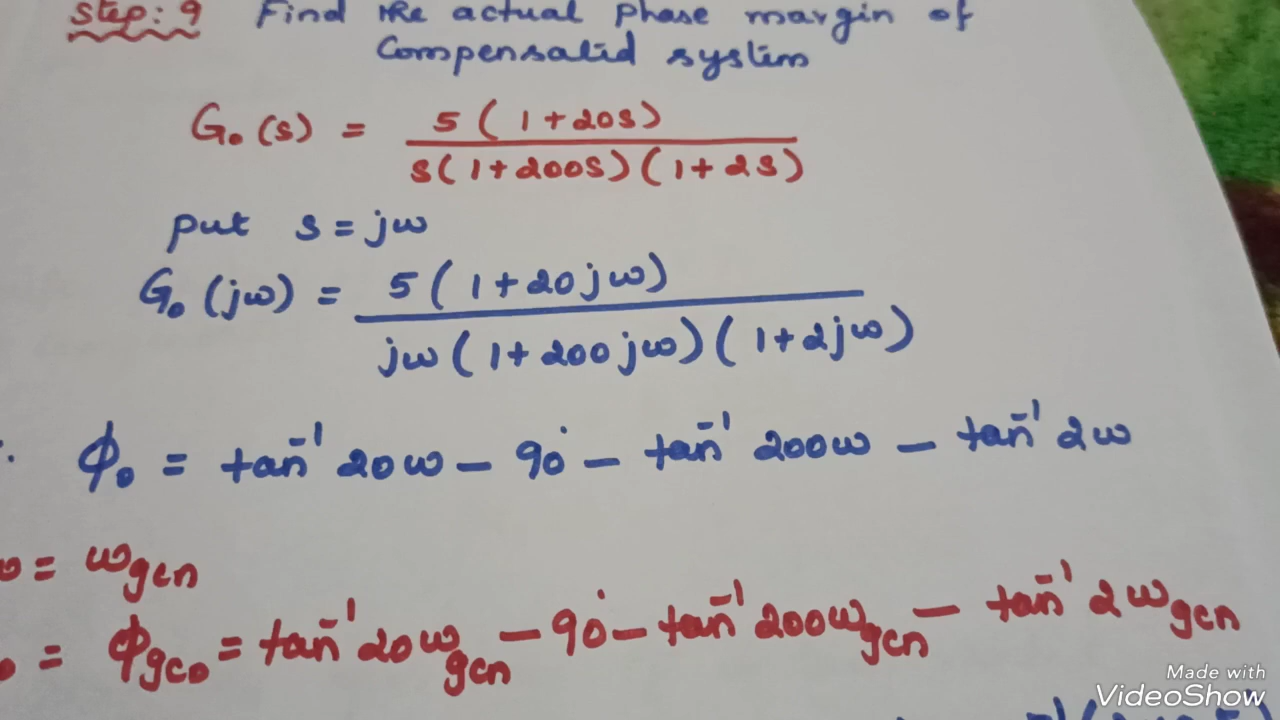 Step: 9 Find the actual phase margin of
Compensated system
G₀(s) = 5(1+20s) / s(1+200s)(1+2s)
put s = jω
G₀(jω) = 5(1+20jω) / jω(1+200jω)(1+2jω)
ϕ₀ = tan⁻¹ 20ω − 90° − tan⁻¹ 200ω − tan⁻¹ 2ω
= ωgcn
= ϕgc₀ = tan⁻¹ 20ωgcn − 90° − tan⁻¹ 200ωgcn − tan⁻¹ 2ωgcn
Made with
VideoShow